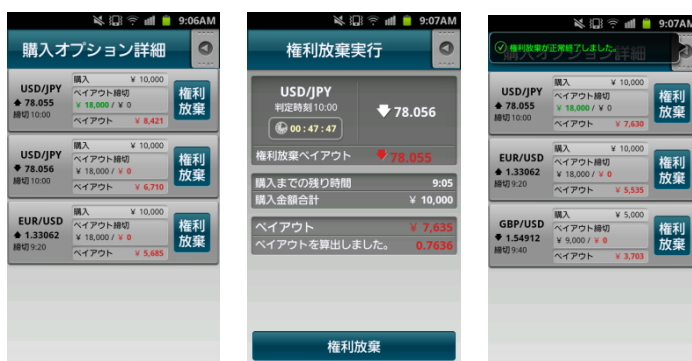 9:06AM
購入オプション詳細
USD/JPY
78.055
締切10:00
購入 ¥ 10,000
ペイアウト締切
¥ 18,000 / ¥ 0
ペイアウト ¥ 8,421
権利
放棄
USD/JPY
78.056
締切10:00
購入 ¥ 10,000
ペイアウト締切
¥ 18,000 / ¥ 0
ペイアウト ¥ 6,710
権利
放棄
EUR/USD
1.33062
締切9:20
購入 ¥ 10,000
ペイアウト締切
¥ 18,000 / ¥ 0
ペイアウト ¥ 5,685
権利
放棄
9:07AM
権利放棄実行
USD/JPY
判定時刻10:00
00:47:47
78.056
権利放棄ペイアウト 78.055
購入までの残り時間 9:05
購入金額合計 ¥ 10,000
ペイアウト ¥ 7,635
ペイアウトを算出しました。 0.7636
権利放棄
9:07AM
権利放棄が正常終了しました。
購入オプション詳細
USD/JPY
78.055
締切10:00
購入 ¥ 10,000
ペイアウト締切
¥ 18,000 / ¥ 0
ペイアウト ¥ 7,630
権利
放棄
EUR/USD
1.33062
締切9:20
購入 ¥ 10,000
ペイアウト締切
¥ 18,000 / ¥ 0
ペイアウト ¥ 5,535
権利
放棄
GBP/USD
1.54912
締切9:40
購入 ¥ 5,000
ペイアウト締切
¥ 9,000 / ¥ 0
ペイアウト ¥ 3,703
権利
放棄